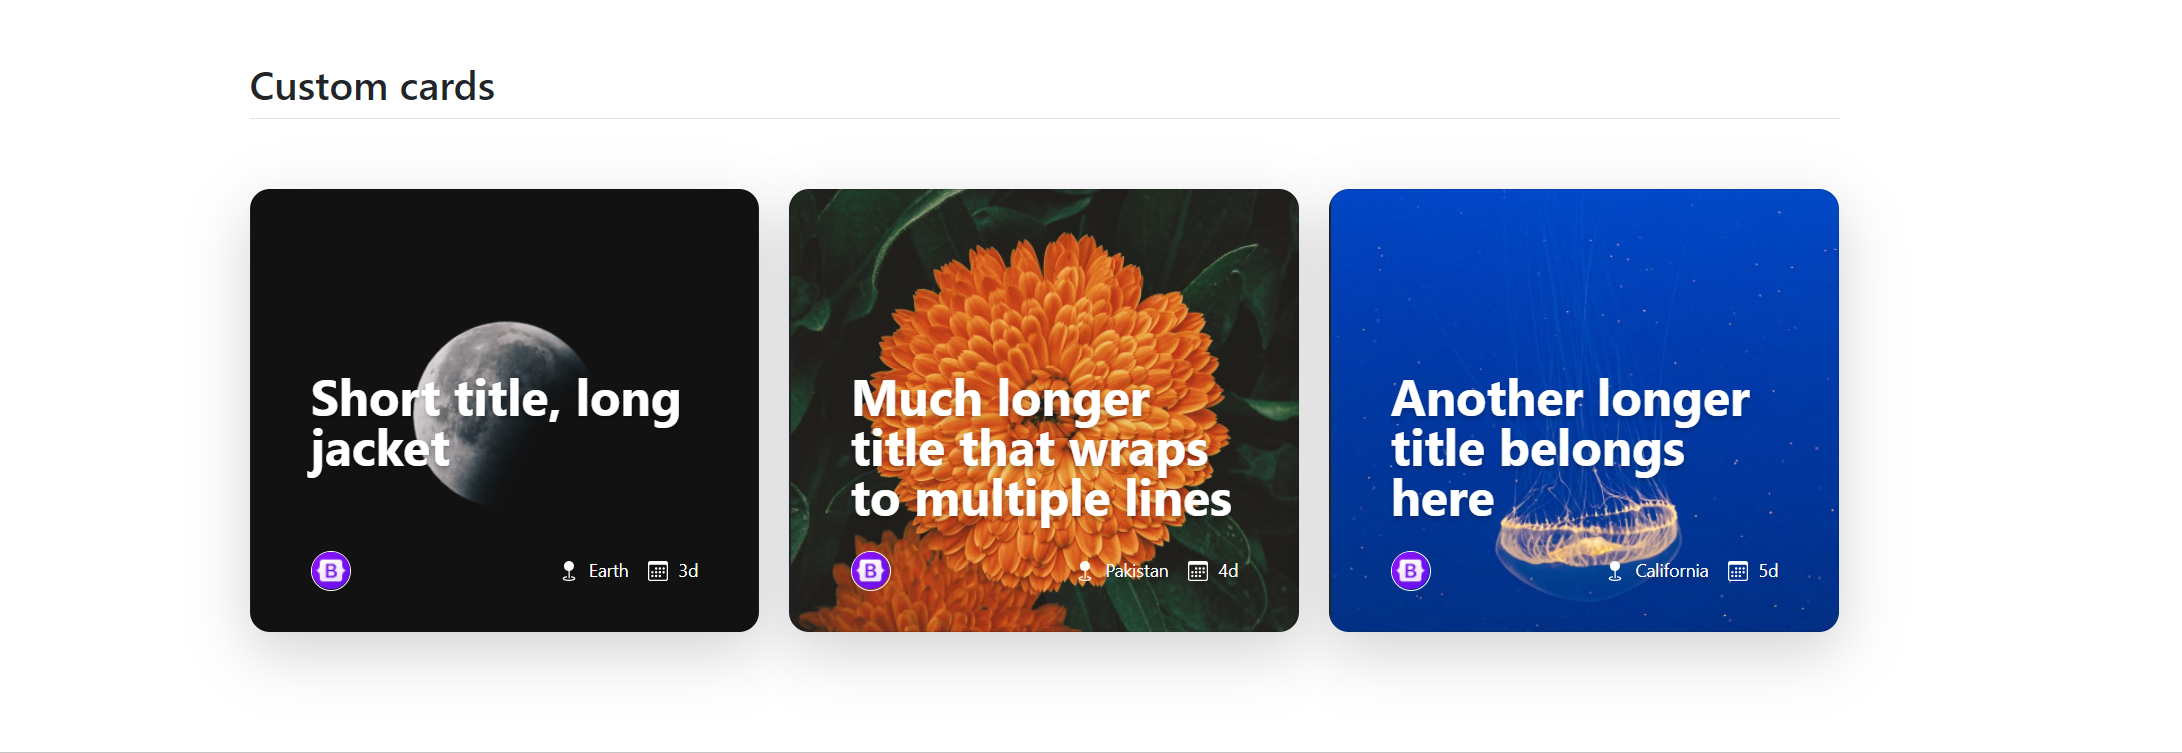 Custom cards
Short title, long
jacket
B
Earth 3d
Much longer
title that wraps
to multiple lines
B
Pakistan 4d
Another longer
title belongs
here
B
California 5d